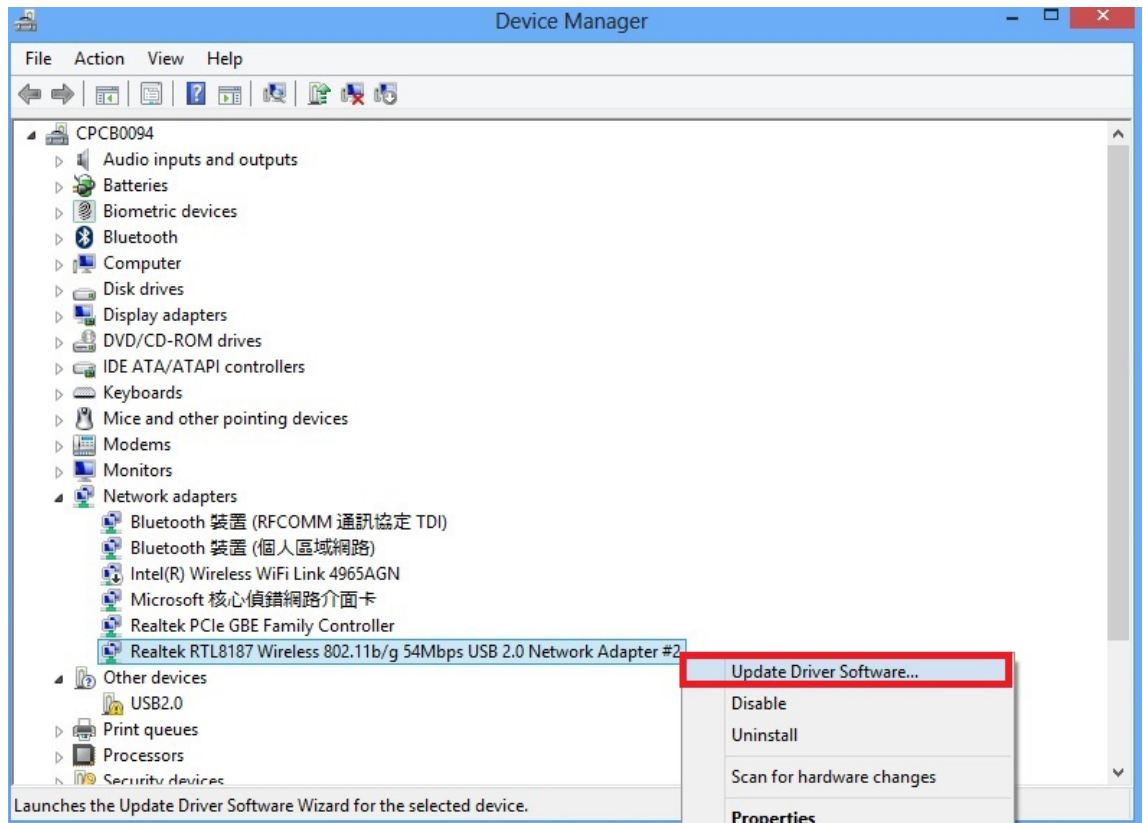 Device Manager
File Action View Help
CPCB0094
Audio inputs and outputs
Batteries
Biometric devices
Bluetooth
Computer
Disk drives
Display adapters
DVD/CD-ROM drives
IDE ATA/ATAPI controllers
Keyboards
Mice and other pointing devices
Modems
Monitors
Network adapters
Bluetooth 裝置 (RFCOMM 通訊協定 TDI)
Bluetooth 裝置 (個人區域網路)
Intel(R) Wireless WiFi Link 4965AGN
Microsoft 核心偵錯網路介面卡
Realtek PCIe GBE Family Controller
Realtek RTL8187 Wireless 802.11b/g 54Mbps USB 2.0 Network Adapter #2
Other devices
USB2.0
Print queues
Processors
Security devices
Update Driver Software...
Disable
Uninstall
Scan for hardware changes
Properties
Launches the Update Driver Software Wizard for the selected device.